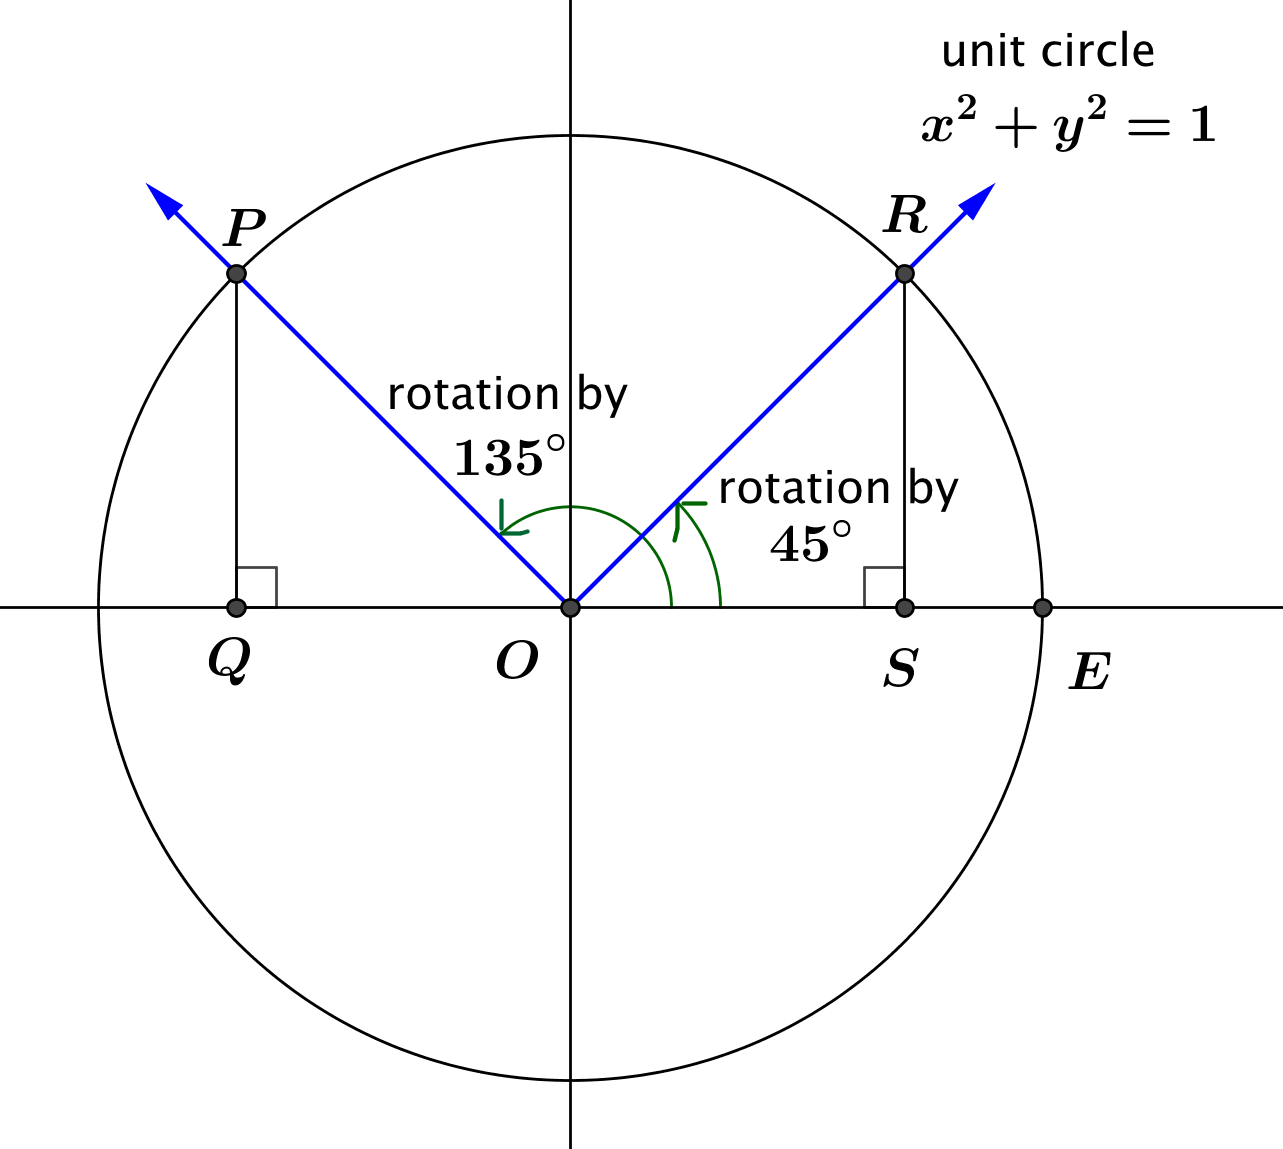 unit circle
x² + y² = 1
P
R
rotation by
135°
rotation by
45°
Q
O
S
E